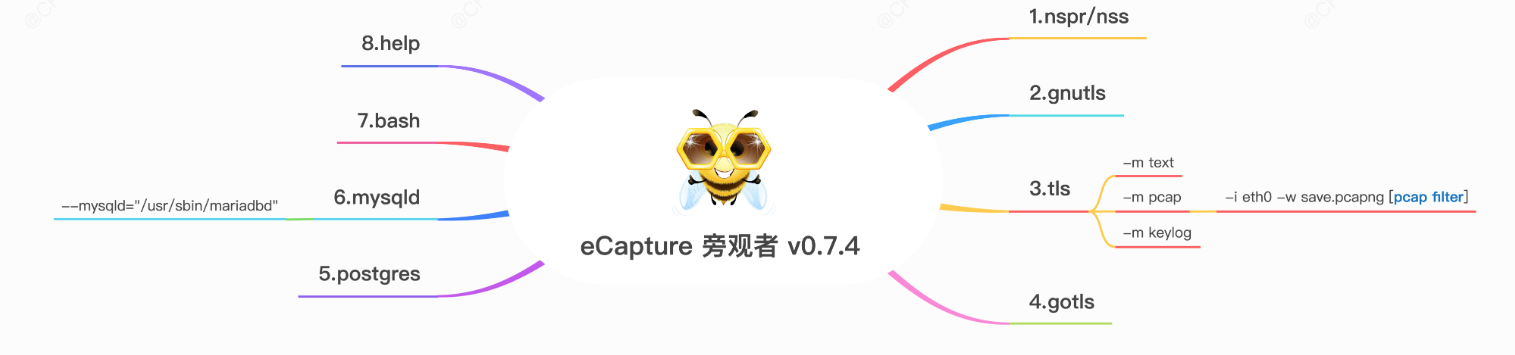 1.nspr/nss
2.gnutls
3.tls
-m text
-m pcap
-i eth0 -w save.pcapng [pcap filter]
-m keylog
4.gotls
5.postgres
6.mysqld
--mysqld="/usr/sbin/mariadbd"
7.bash
8.help
eCapture 旁观者 v0.7.4